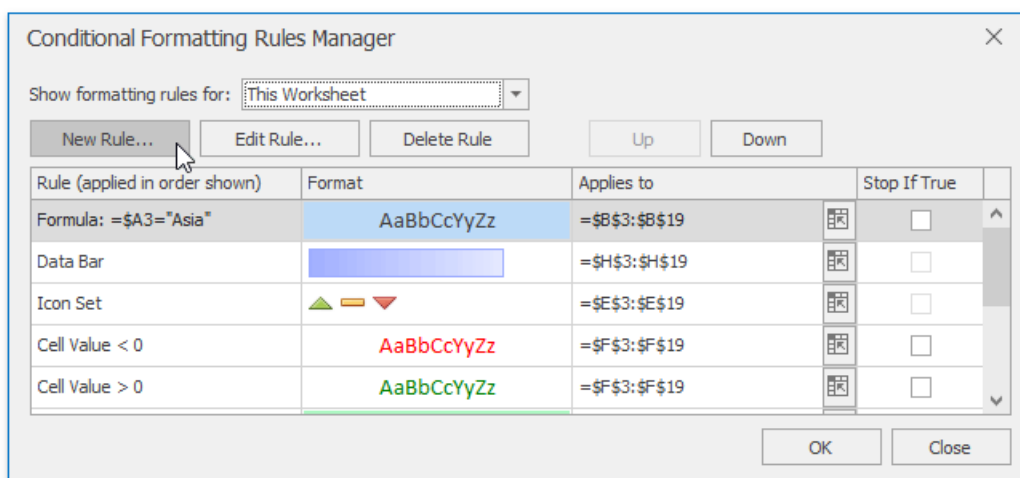 Conditional Formatting Rules Manager
Show formatting rules for: This Worksheet
New Rule... Edit Rule... Delete Rule Up Down
Rule (applied in order shown) Format Applies to Stop If True
Formula: =$A3="Asia" AaBbCcYyZz =$B$3:$B$19
Data Bar =$H$3:$H$19
Icon Set =$E$3:$E$19
Cell Value < 0 AaBbCcYyZz =$F$3:$F$19
Cell Value > 0 AaBbCcYyZz =$F$3:$F$19
OK Close